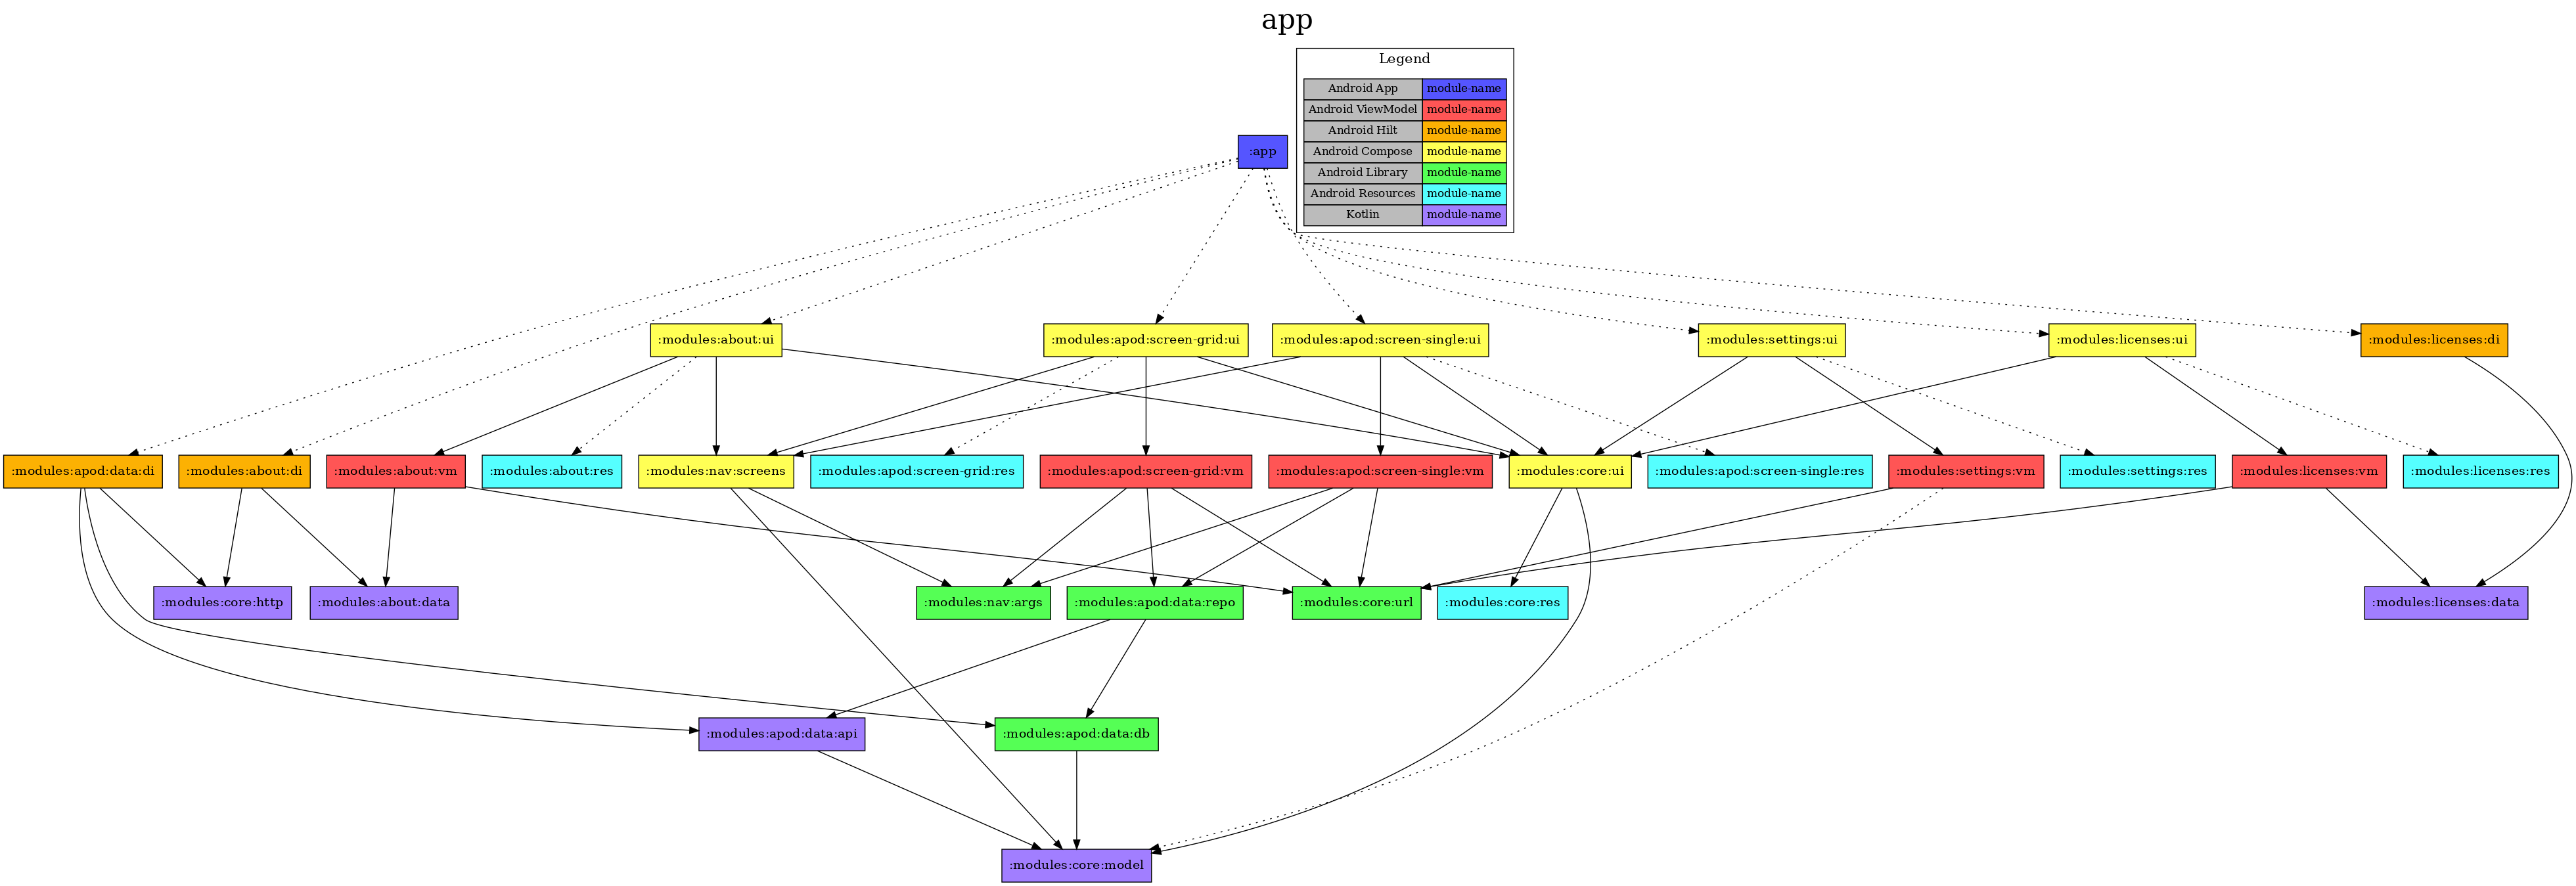 app
Legend
Android App module-name
Android ViewModel module-name
Android Hilt module-name
Android Compose module-name
Android Library module-name
Android Resources module-name
Kotlin module-name
:app
:modules:about:ui
:modules:apod:screen-grid:ui
:modules:apod:screen-single:ui
:modules:settings:ui
:modules:licenses:ui
:modules:licenses:di
:modules:apod:data:di
:modules:about:di
:modules:about:vm
:modules:about:res
:modules:nav:screens
:modules:apod:screen-grid:res
:modules:apod:screen-grid:vm
:modules:apod:screen-single:vm
:modules:core:ui
:modules:apod:screen-single:res
:modules:settings:vm
:modules:settings:res
:modules:licenses:vm
:modules:licenses:res
:modules:core:http
:modules:about:data
:modules:nav:args
:modules:apod:data:repo
:modules:core:url
:modules:core:res
:modules:licenses:data
:modules:apod:data:api
:modules:apod:data:db
:modules:core:model